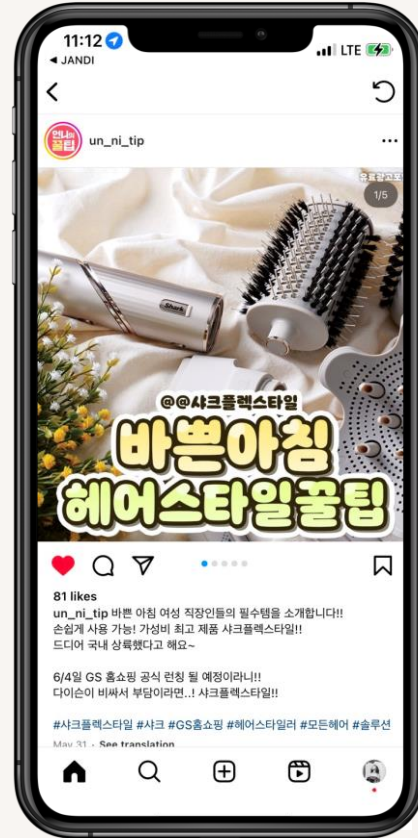 11:12
LTE
◀ JANDI
언니의
꿀팁
un_ni_tip
유료광고포
1/5
Shark
@@샤크플렉스타일
바쁜아침
헤어스타일꿀팁
81 likes
un_ni_tip 바쁜 아침 여성 직장인들의 필수템을 소개합니다!!
손쉽게 사용 가능! 가성비 최고 제품 샤크플렉스타일!!
드디어 국내 상륙했다고 해요~
6/4일 GS 홈쇼핑 공식 런칭 될 예정이라니!!
다이슨이 비싸서 부담이라면..! 샤크플렉스타일!!
#샤크플렉스타일 #샤크 #GS홈쇼핑 #헤어스타일러 #모든헤어 #솔루션
May 31 · See translation